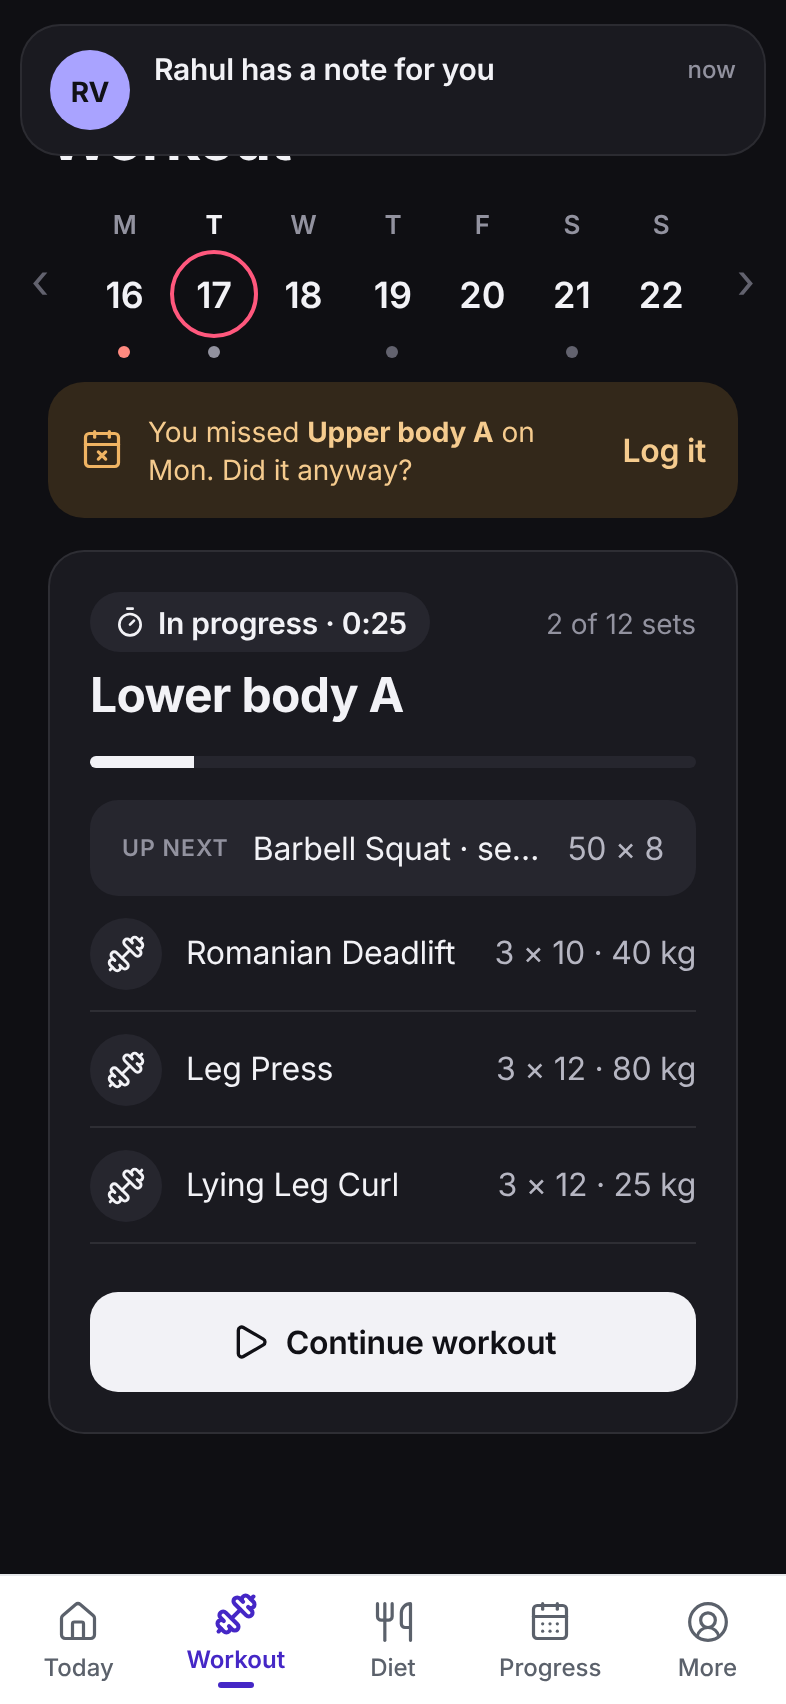 RV
Rahul has a note for you
now
Workout
M T W T F S S
16 17 18 19 20 21 22
You missed Upper body A on
Mon. Did it anyway?
Log it
In progress · 0:25
2 of 12 sets
Lower body A
UP NEXT Barbell Squat · se... 50 × 8
Romanian Deadlift 3 × 10 · 40 kg
Leg Press 3 × 12 · 80 kg
Lying Leg Curl 3 × 12 · 25 kg
Continue workout
Today Workout Diet Progress More